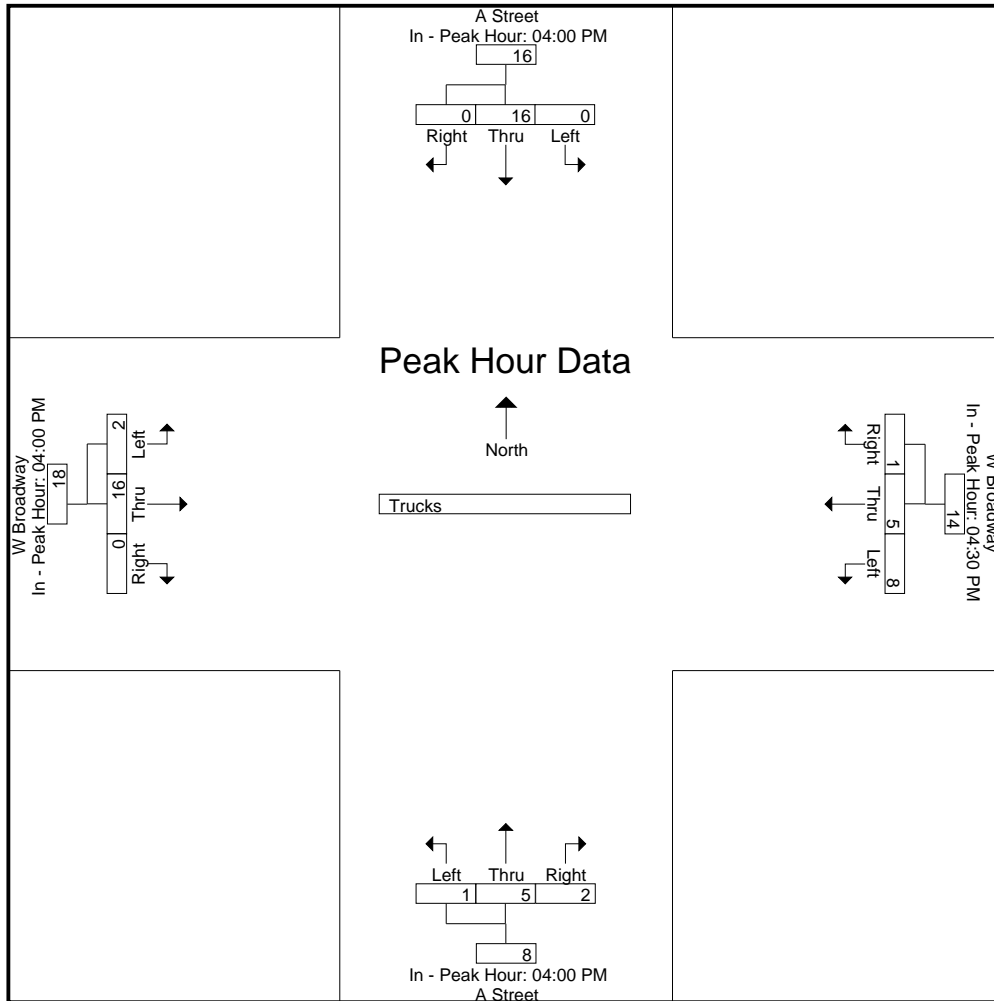 A Street
In - Peak Hour: 04:00 PM
16
0 16 0
Right Thru Left
Peak Hour Data
North
Trucks
W Broadway
In - Peak Hour: 04:00 PM
18
2 16 0
Left Thru Right
W Broadway
In - Peak Hour: 04:30 PM
14
1 5 8
Right Thru Left
Left Thru Right
1 5 2
8
In - Peak Hour: 04:00 PM
A Street